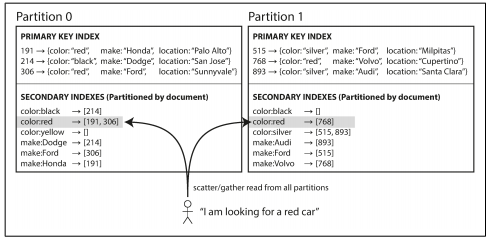 Partition 0
PRIMARY KEY INDEX
191 → {color: "red", make: "Honda", location: "Palo Alto"}
214 → {color: "black", make: "Dodge", location: "San Jose"}
306 → {color: "red", make: "Ford", location: "Sunnyvale"}
SECONDARY INDEXES (Partitioned by document)
color:black → [214]
color:red → [191, 306]
color:yellow → []
make:Dodge → [214]
make:Ford → [306]
make:Honda → [191]
Partition 1
PRIMARY KEY INDEX
515 → {color: "silver", make: "Ford", location: "Milpitas"}
768 → {color: "red", make: "Volvo", location: "Cupertino"}
893 → {color: "silver", make: "Audi", location: "Santa Clara"}
SECONDARY INDEXES (Partitioned by document)
color:black → []
color:red → [768]
color:silver → [515, 893]
make:Audi → [893]
make:Ford → [515]
make:Volvo → [768]
scatter/gather read from all partitions
"I am looking for a red car"